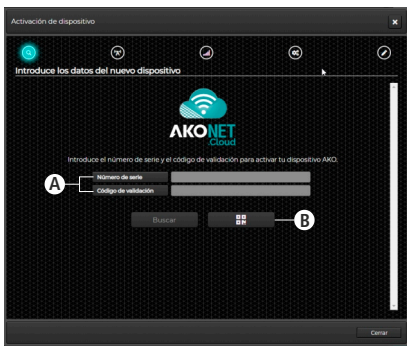 Activación de dispositivo
Introduce los datos del nuevo dispositivo
AKONET
.Cloud
Introduce el número de serie y el código de validación para activar tu dispositivo AKO.
A
Número de serie
Código de validación
Buscar
B
Cerrar